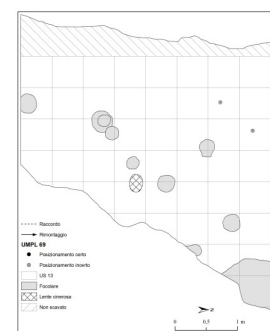 Raccordo
Rimontaggio
UMPL 69
Posizionamento certo
Posizionamento incerto
US 13
Focolare
Lente cinerosa
Non scavato
N
0 0,5 1 m